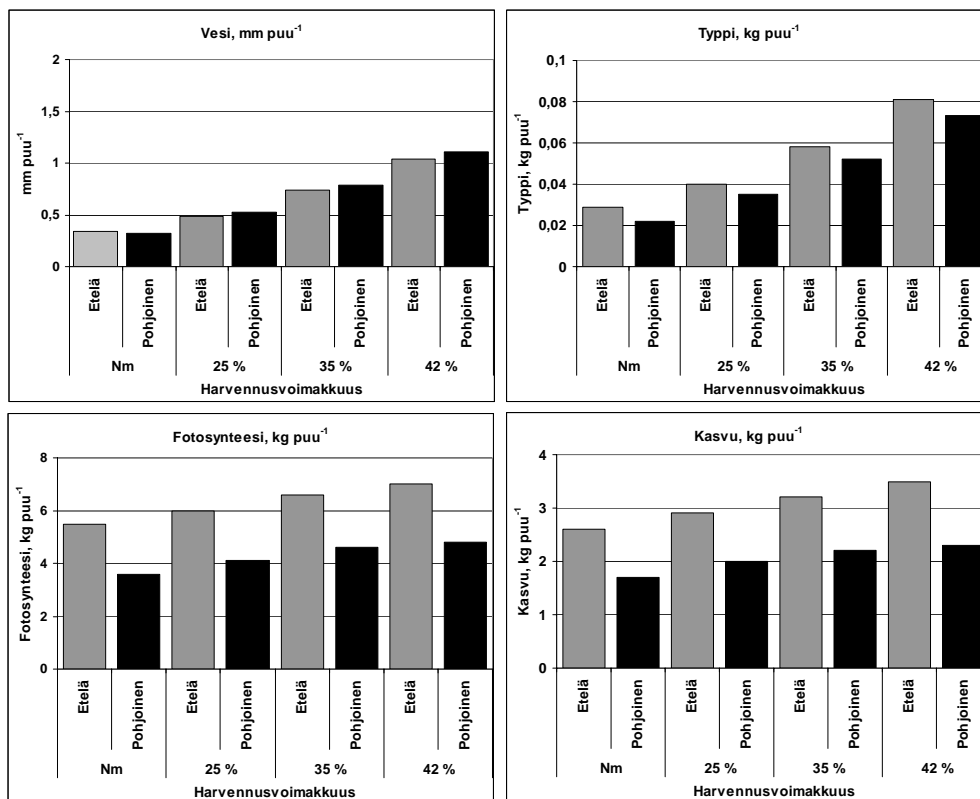 Vesi, mm puu-1
mm puu-1
2
1,5
1
0,5
0
Etelä Pohjoinen Etelä Pohjoinen Etelä Pohjoinen Etelä Pohjoinen
Nm 25 % 35 % 42 %
Harvennusvoimakkuus
Typpi, kg puu-1
Typpi, kg puu-1
0,1
0,08
0,06
0,04
0,02
0
Etelä Pohjoinen Etelä Pohjoinen Etelä Pohjoinen Etelä Pohjoinen
Nm 25 % 35 % 42 %
Harvennusvoimakkuus
Fotosynteesi, kg puu-1
Fotosynteesi, kg puu-1
8
6
4
2
0
Etelä Pohjoinen Etelä Pohjoinen Etelä Pohjoinen Etelä Pohjoinen
Nm 25 % 35 % 42 %
Harvennusvoimakkuus
Kasvu, kg puu-1
Kasvu, kg puu-1
4
3
2
1
0
Etelä Pohjoinen Etelä Pohjoinen Etelä Pohjoinen Etelä Pohjoinen
Nm 25 % 35 % 42 %
Harvennusvoimakkuus